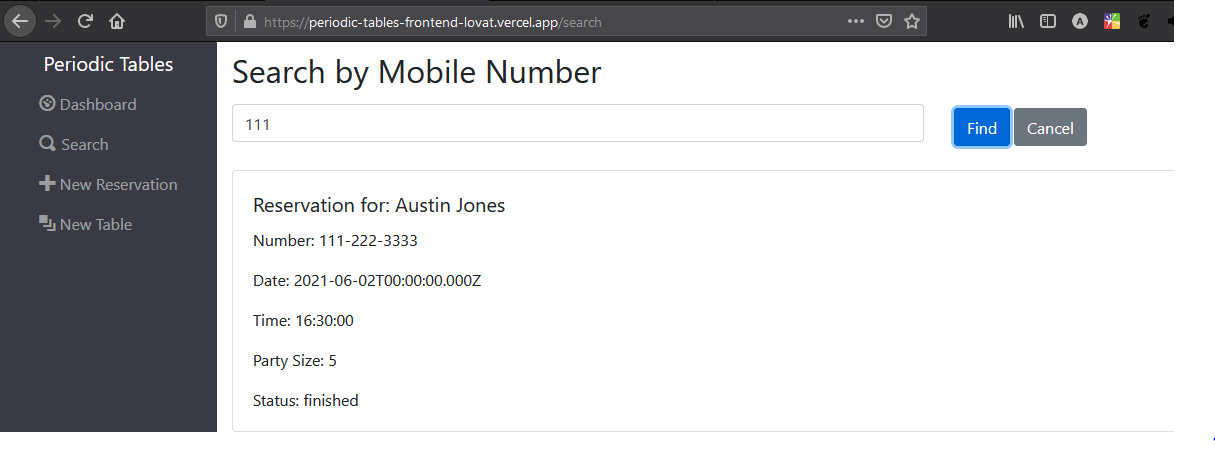 https://periodic-tables-frontend-lovat.vercel.app/search
Periodic Tables
Dashboard
Search
New Reservation
New Table
Search by Mobile Number
111
Find
Cancel
Reservation for: Austin Jones
Number: 111-222-3333
Date: 2021-06-02T00:00:00.000Z
Time: 16:30:00
Party Size: 5
Status: finished